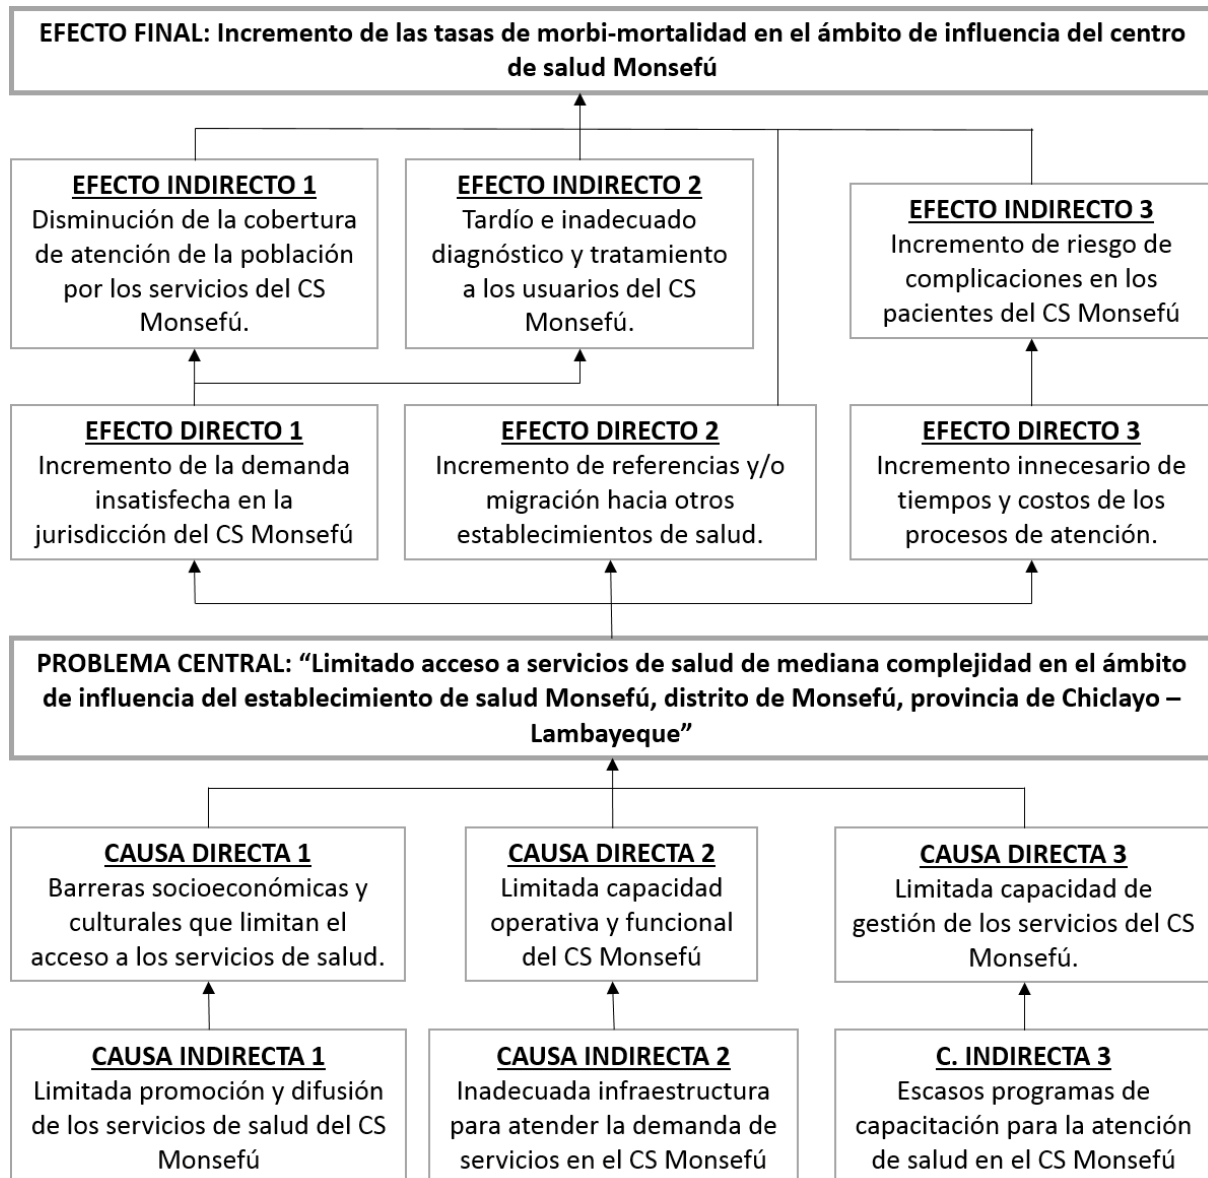 EFECTO FINAL: Incremento de las tasas de morbi-mortalidad en el ámbito de influencia del centro
de salud Monsefú
EFECTO INDIRECTO 1
Disminución de la cobertura
de atención de la población
por los servicios del CS
Monsefú.
EFECTO INDIRECTO 2
Tardío e inadecuado
diagnóstico y tratamiento
a los usuarios del CS
Monsefú.
EFECTO INDIRECTO 3
Incremento de riesgo de
complicaciones en los
pacientes del CS Monsefú
EFECTO DIRECTO 1
Incremento de la demanda
insatisfecha en la
jurisdicción del CS Monsefú
EFECTO DIRECTO 2
Incremento de referencias y/o
migración hacia otros
establecimientos de salud.
EFECTO DIRECTO 3
Incremento innecesario de
tiempos y costos de los
procesos de atención.
PROBLEMA CENTRAL: “Limitado acceso a servicios de salud de mediana complejidad en el ámbito
de influencia del establecimiento de salud Monsefú, distrito de Monsefú, provincia de Chiclayo –
Lambayeque”
CAUSA DIRECTA 1
Barreras socioeconómicas y
culturales que limitan el
acceso a los servicios de salud.
CAUSA DIRECTA 2
Limitada capacidad
operativa y funcional
del CS Monsefú
CAUSA DIRECTA 3
Limitada capacidad de
gestión de los servicios del CS
Monsefú.
CAUSA INDIRECTA 1
Limitada promoción y difusión
de los servicios de salud del CS
Monsefú
CAUSA INDIRECTA 2
Inadecuada infraestructura
para atender la demanda de
servicios en el CS Monsefú
C. INDIRECTA 3
Escasos programas de
capacitación para la atención
de salud en el CS Monsefú